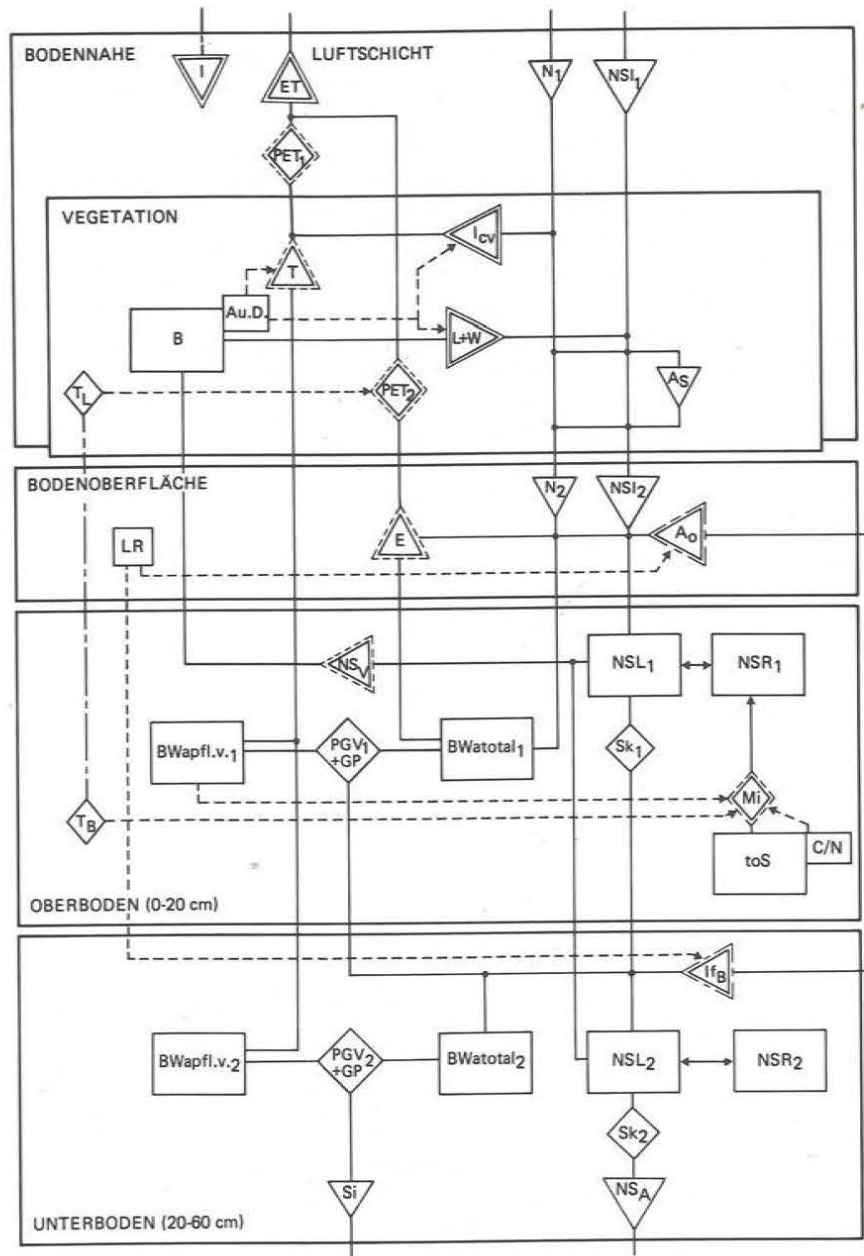 BODENNAHE LUFTSCHICHT
I
ET
N1
NSI1
PET1
VEGETATION
Icv
T
Au.D.
B
L+W
TL
PET2
AS
BODENOBERFLÄCHE
N2
NSI2
LR
E
Ao
NSV
NSL1
NSR1
BWapfl.v.1
PGV1
+GP
BWatotal1
Sk1
TB
Mi
toS
C/N
OBERBODEN (0-20 cm)
IfB
BWapfl.v.2
PGV2
+GP
BWatotal2
NSL2
NSR2
Sk2
Si
NSA
UNTERBODEN (20-60 cm)